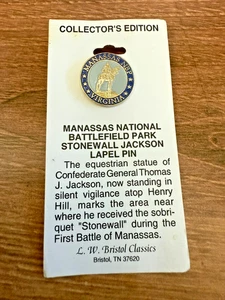 COLLECTOR'S EDITION
MANASSAS NBP
VIRGINIA
MANASSAS NATIONAL
BATTLEFIELD PARK
STONEWALL JACKSON
LAPEL PIN
The equestrian statue of
Confederate General Thomas
J. Jackson, now standing in
silent vigilance atop Henry
Hill, marks the area near
where he received the sobri-
quet "Stonewall" during the
First Battle of Manassas.
L. W. Bristol Classics
Bristol, TN 37620